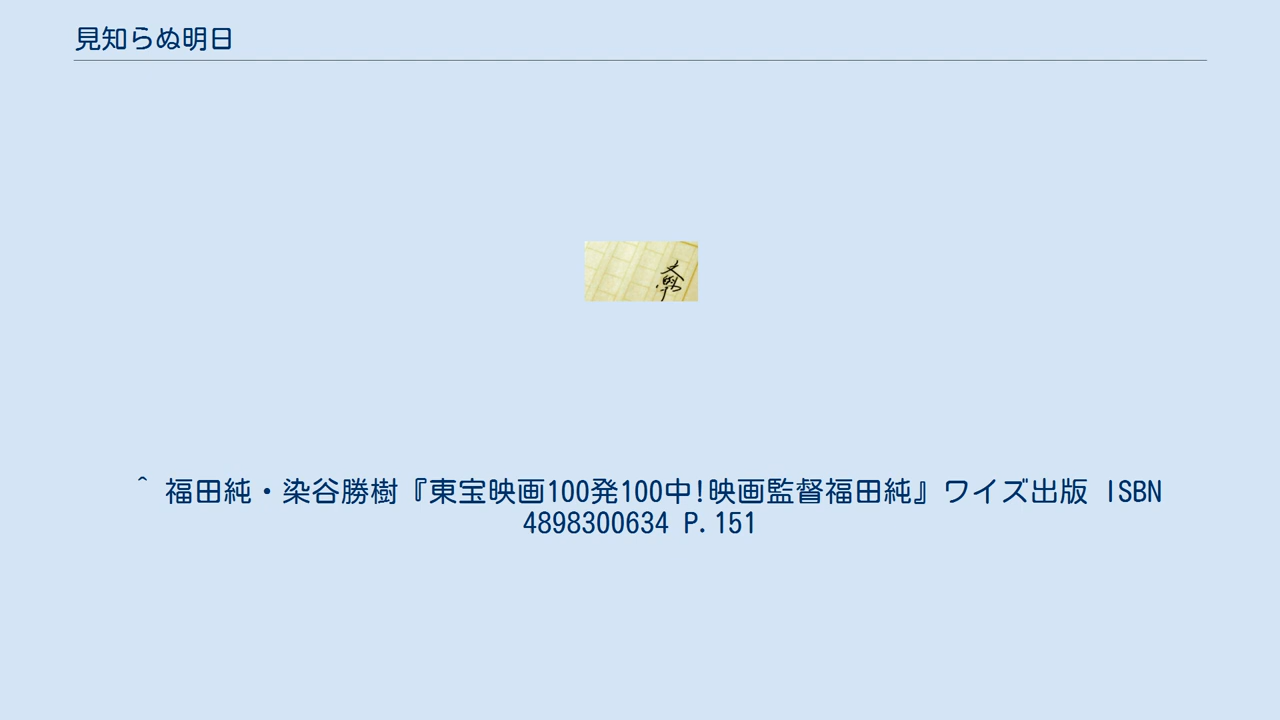 見知らぬ明日
^ 福田純・染谷勝樹『東宝映画100発100中!映画監督福田純』ワイズ出版 ISBN
4898300634 P.151